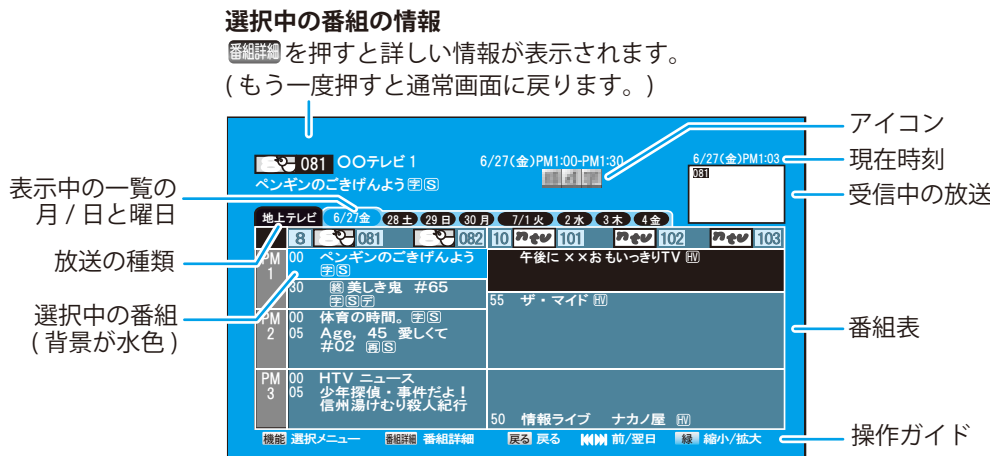 選択中の番組の情報
番組詳細を押すと詳しい情報が表示されます。
(もう一度押すと通常画面に戻ります。)
アイコン
現在時刻
受信中の放送
表示中の一覧の
月/日と曜日
放送の種類
選択中の番組
(背景が水色)
番組表
操作ガイド
081 〇〇テレビ1 6/27(金)PM1:00-PM1:30 6/27(金)PM1:03
ペンギンのごきげんよう字S
081
地上テレビ 6/27金 28土 29日 30月 7/1火 2水 3木 4金
8 081 082 10 101 102 103
PM 1
00 ペンギンのごきげんよう
字S
30 終美しき鬼 #65
字Sデ
午後に ××おもいっきりTV HV
55 ザ・マイド HV
PM 2
00 体育の時間。字S
05 Age, 45 愛しくて
#02 再S
PM 3
00 HTV ニュース
05 少年探偵・事件だよ!
信州湯けむり殺人紀行
50 情報ライブ ナカノ屋 HV
機能 選択メニュー 番組詳細 番組詳細 戻る 戻る 前/翌日 緑 縮小/拡大